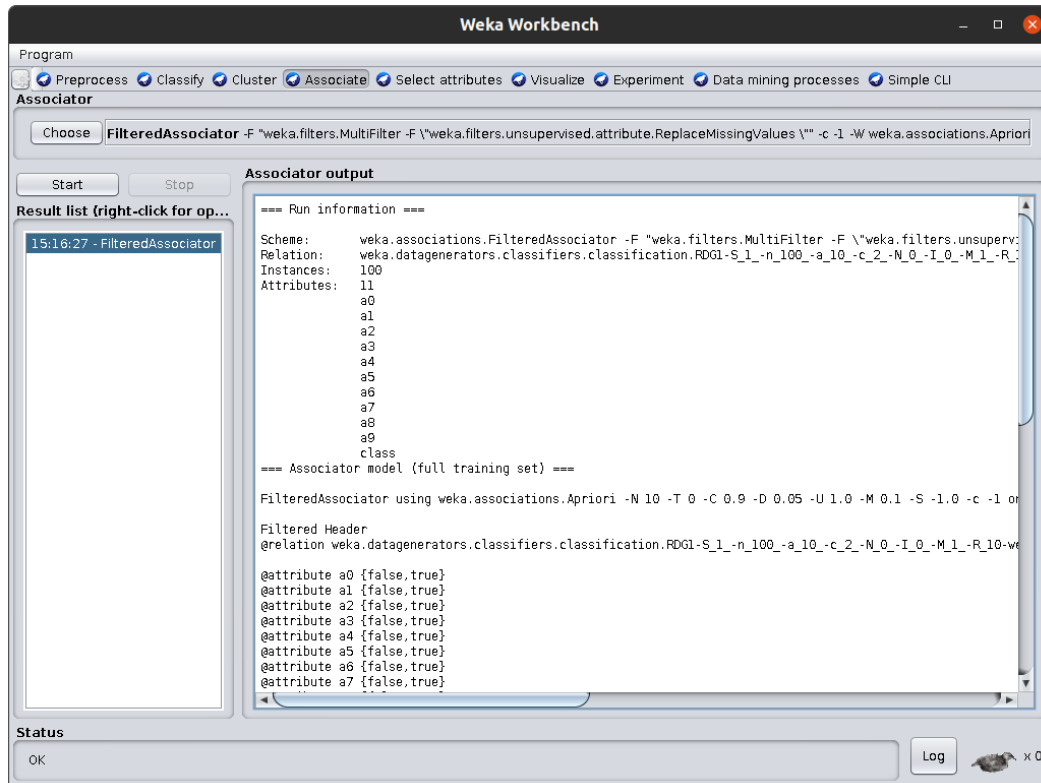 Weka Workbench
Program
Preprocess Classify Cluster Associate Select attributes Visualize Experiment Data mining processes Simple CLI
Associator
Choose FilteredAssociator -F "weka.filters.MultiFilter -F \"weka.filters.unsupervised.attribute.ReplaceMissingValues \"" -c -1 -W weka.associations.Apriori
Start Stop
Associator output
Result list (right-click for op...
15:16:27 - FilteredAssociator
=== Run information ===
Scheme: weka.associations.FilteredAssociator -F "weka.filters.MultiFilter -F \"weka.filters.unsupervi
Relation: weka.datagenerators.classifiers.classification.RDG1-S_1_-n_100_-a_10_-c_2_-N_0_-I_0_-M_1_-R_
Instances: 100
Attributes: 11
a0
a1
a2
a3
a4
a5
a6
a7
a8
a9
class
=== Associator model (full training set) ===
FilteredAssociator using weka.associations.Apriori -N 10 -T 0 -C 0.9 -D 0.05 -U 1.0 -M 0.1 -S -1.0 -c -1 on
Filtered Header
@relation weka.datagenerators.classifiers.classification.RDG1-S_1_-n_100_-a_10_-c_2_-N_0_-I_0_-M_1_-R_10-we
@attribute a0 {false,true}
@attribute a1 {false,true}
@attribute a2 {false,true}
@attribute a3 {false,true}
@attribute a4 {false,true}
@attribute a5 {false,true}
@attribute a6 {false,true}
@attribute a7 {false,true}
Status
OK
Log
x 0